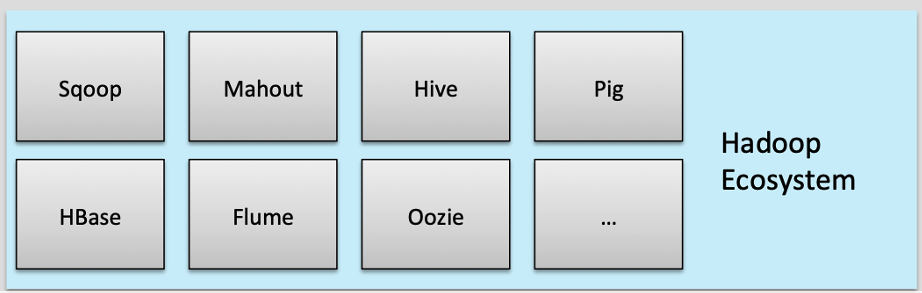 Sqoop
Mahout
Hive
Pig
HBase
Flume
Oozie
...
Hadoop
Ecosystem